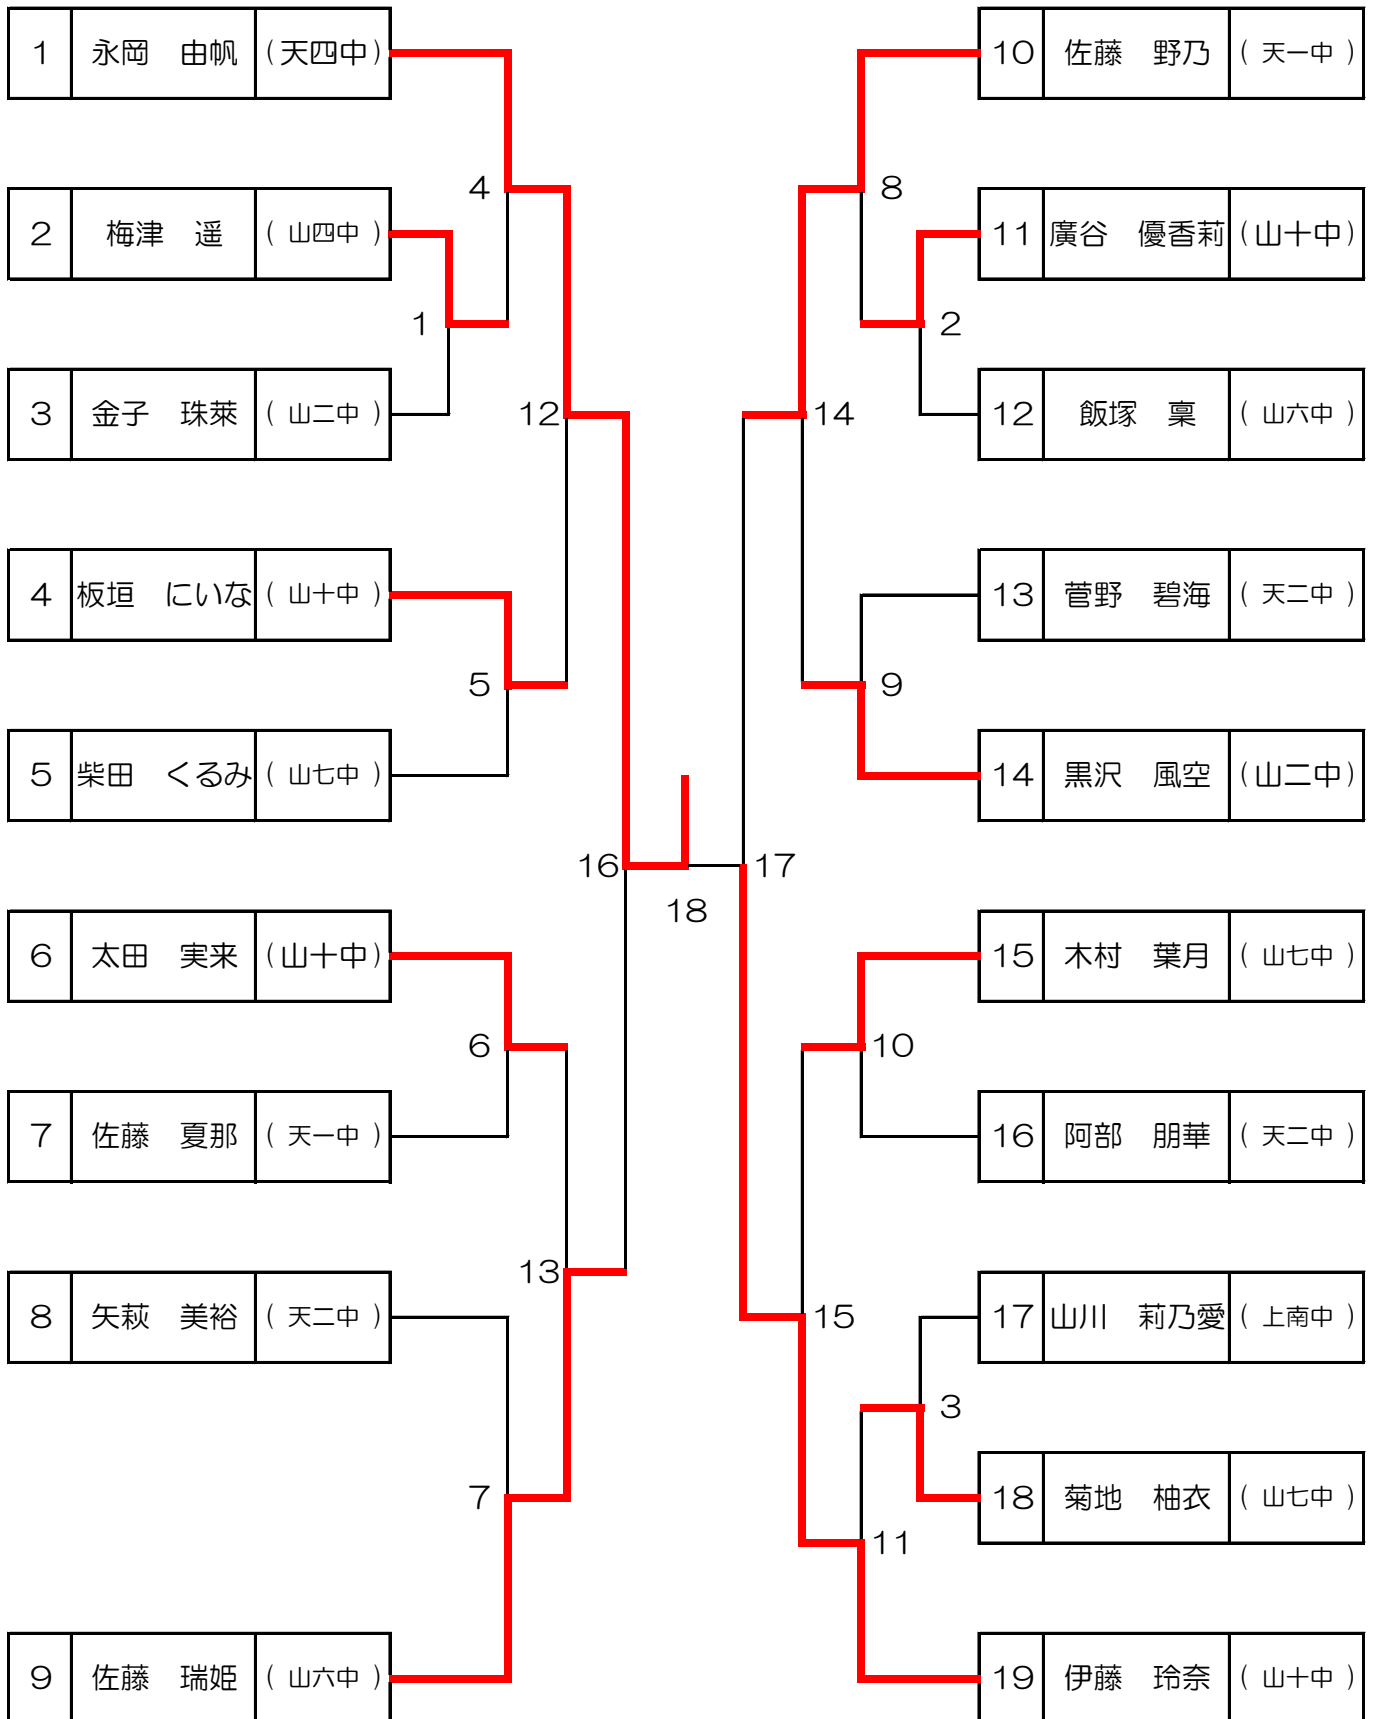 1 永岡 由帆 (天四中)
2 梅津 遥 ( 山四中 )
3 金子 珠萊 ( 山二中 )
4 板垣 にいな ( 山十中 )
5 柴田 くるみ ( 山七中 )
6 太田 実来 (山十中)
7 佐藤 夏那 ( 天一中 )
8 矢萩 美裕 ( 天二中 )
9 佐藤 瑞姫 ( 山六中 )
4
1
12
5
16
6
13
7
18
8
2
14
9
17
10
15
3
11
10 佐藤 野乃 ( 天一中 )
11 廣谷 優香莉 (山十中)
12 飯塚 稟 ( 山六中 )
13 菅野 碧海 ( 天二中 )
14 黒沢 風空 (山二中)
15 木村 葉月 ( 山七中 )
16 阿部 朋華 ( 天二中 )
17 山川 莉乃愛 ( 上南中 )
18 菊地 柚衣 ( 山七中 )
19 伊藤 玲奈 ( 山十中 )